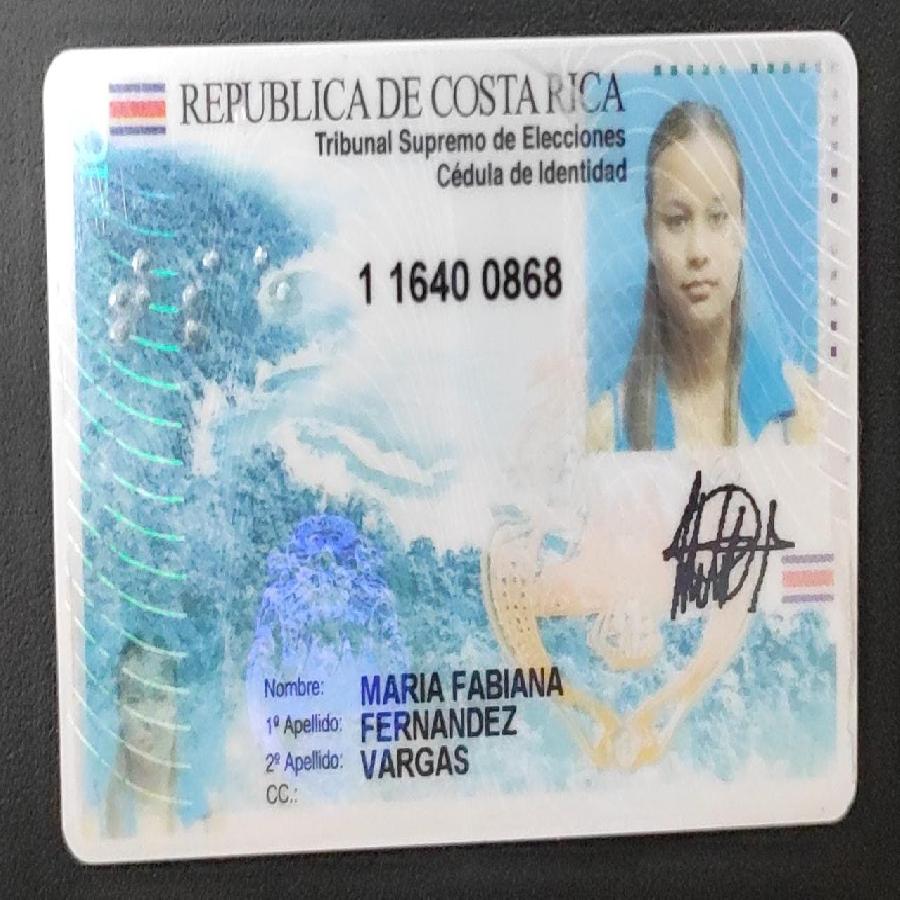 REPUBLICA DE COSTA RICA
Tribunal Supremo de Elecciones
Cédula de Identidad
1 1640 0868
Nombre: MARIA FABIANA
1º Apellido: FERNANDEZ
2º Apellido: VARGAS
CC.: